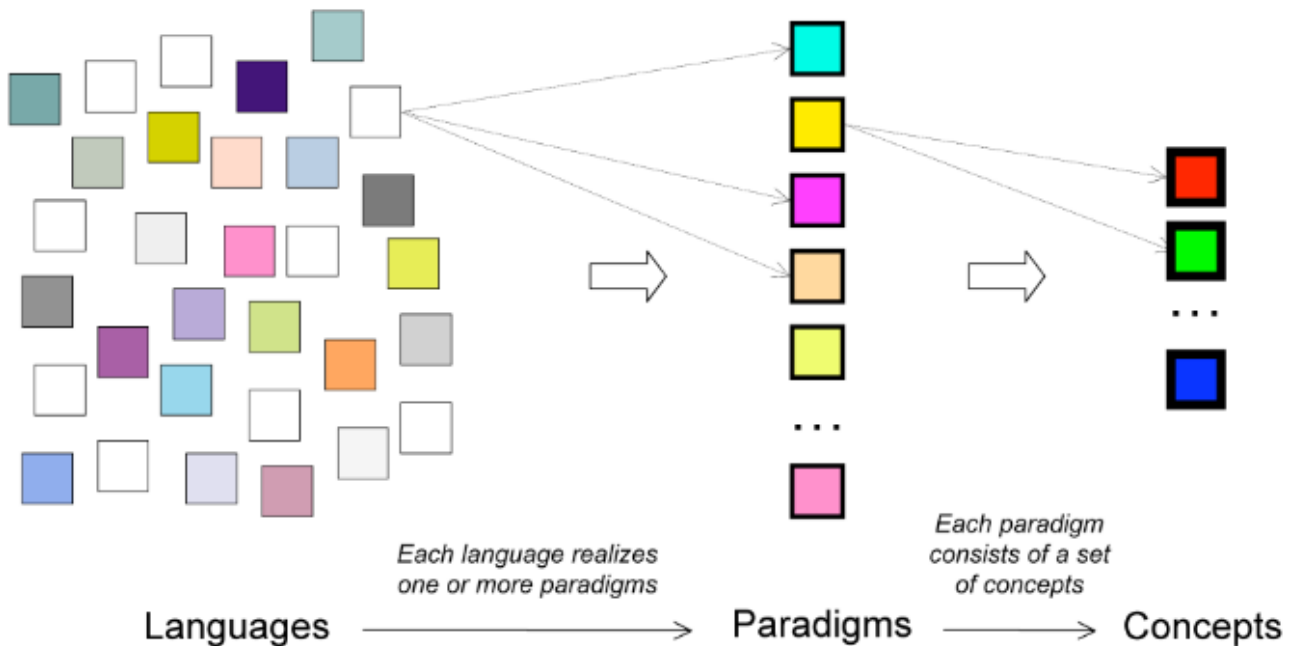 Each language realizes
one or more paradigms
Each paradigm
consists of a set
of concepts
Languages
Paradigms
Concepts